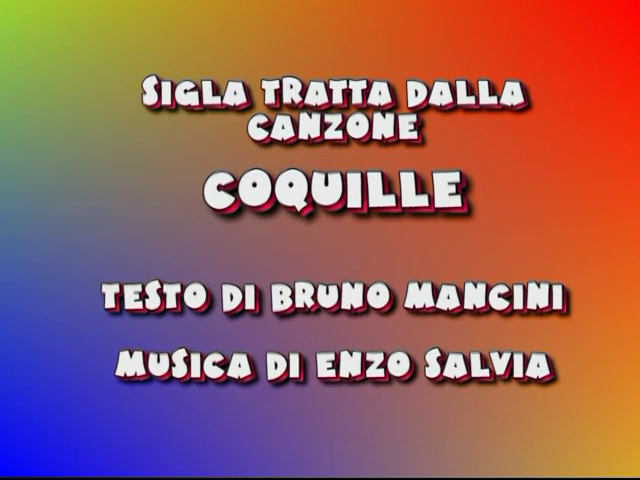 SIGLA TRATTA DALLA
CANZONE
COQUILLE
TESTO DI BRUNO MANCINI
MUSICA DI ENZO SALVIA